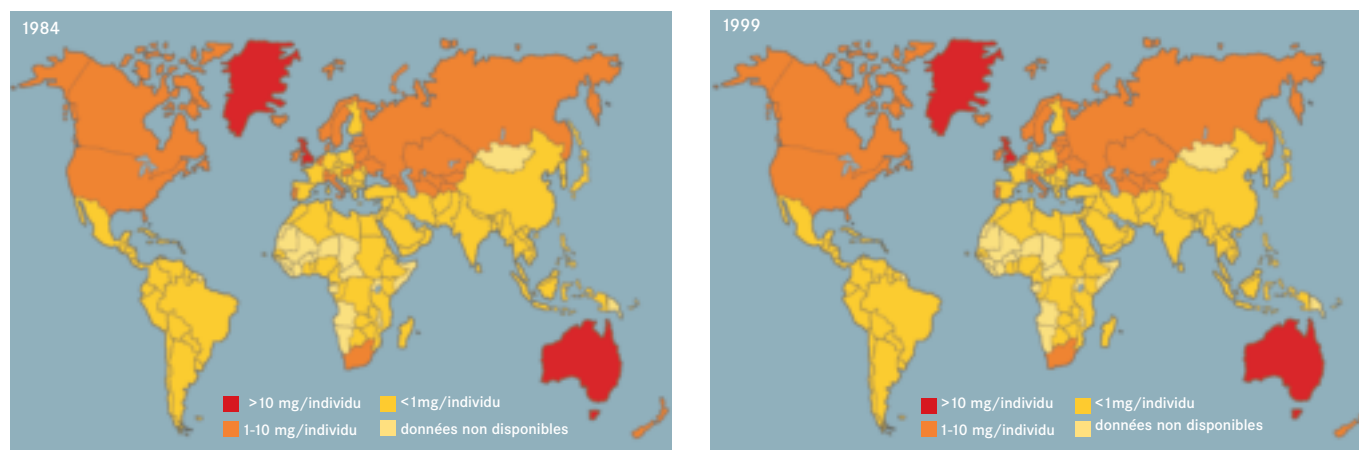 1984
>10 mg/individu
<1mg/individu
1-10 mg/individu
données non disponibles
1999
>10 mg/individu
<1mg/individu
1-10 mg/individu
données non disponibles